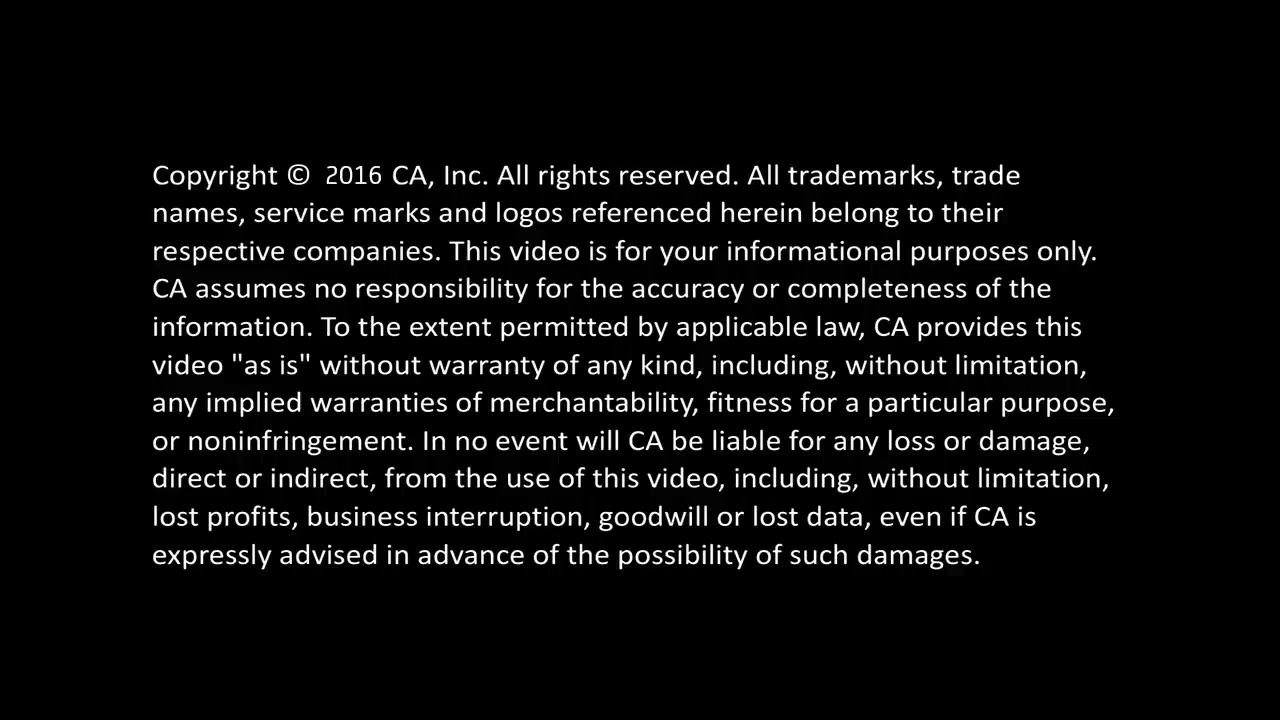 Copyright © 2016 CA, Inc. All rights reserved. All trademarks, trade
names, service marks and logos referenced herein belong to their
respective companies. This video is for your informational purposes only.
CA assumes no responsibility for the accuracy or completeness of the
information. To the extent permitted by applicable law, CA provides this
video "as is" without warranty of any kind, including, without limitation,
any implied warranties of merchantability, fitness for a particular purpose,
or noninfringement. In no event will CA be liable for any loss or damage,
direct or indirect, from the use of this video, including, without limitation,
lost profits, business interruption, goodwill or lost data, even if CA is
expressly advised in advance of the possibility of such damages.